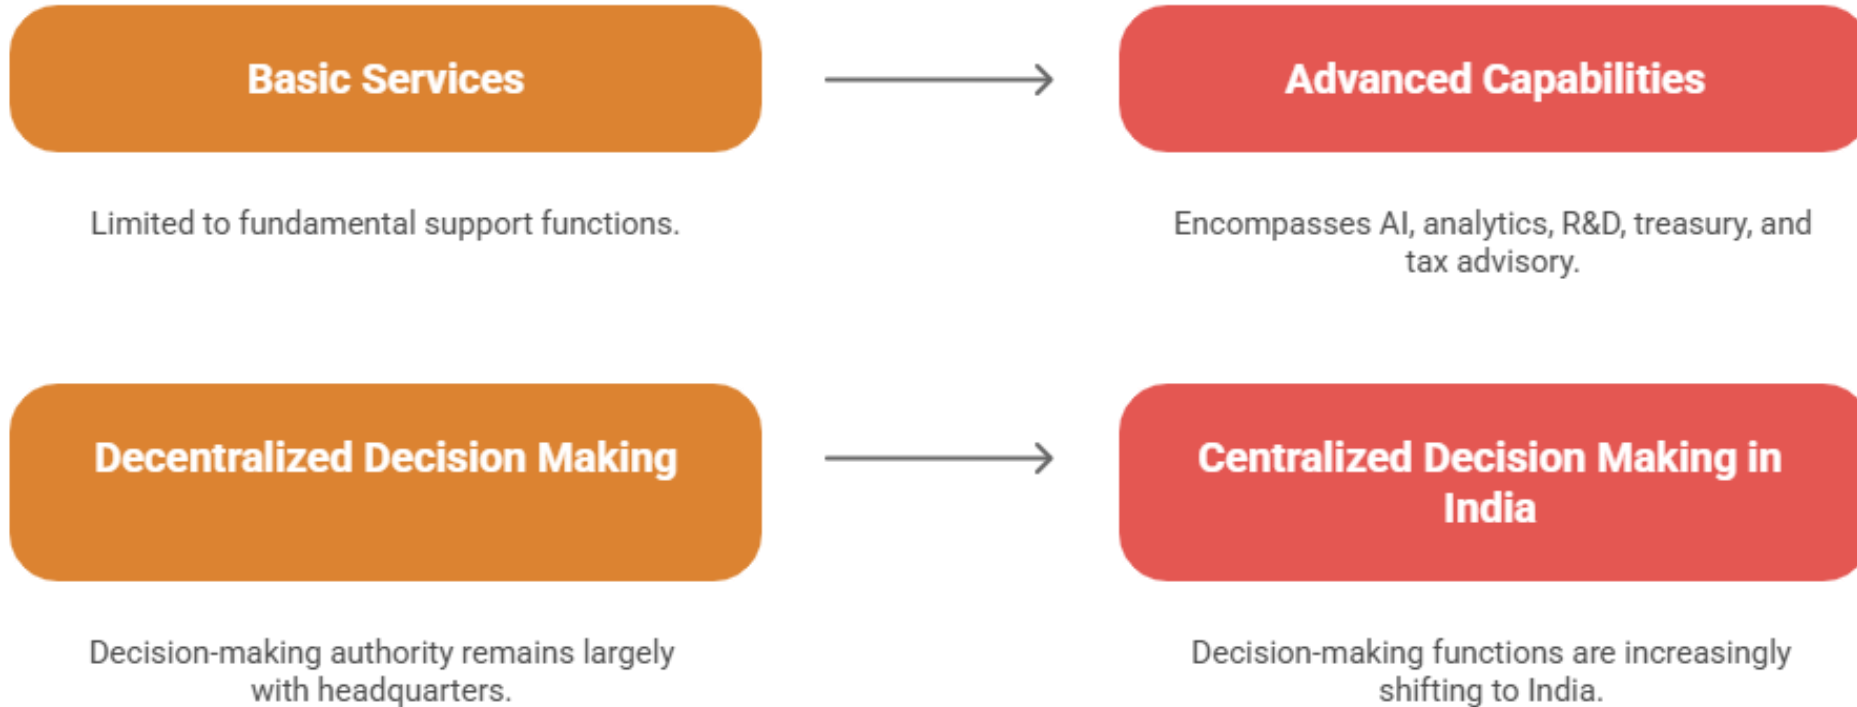 Basic Services
Advanced Capabilities
Limited to fundamental support functions.
Encompasses AI, analytics, R&D, treasury, and
tax advisory.
Decentralized Decision Making
Centralized Decision Making in
India
Decision-making authority remains largely
with headquarters.
Decision-making functions are increasingly
shifting to India.